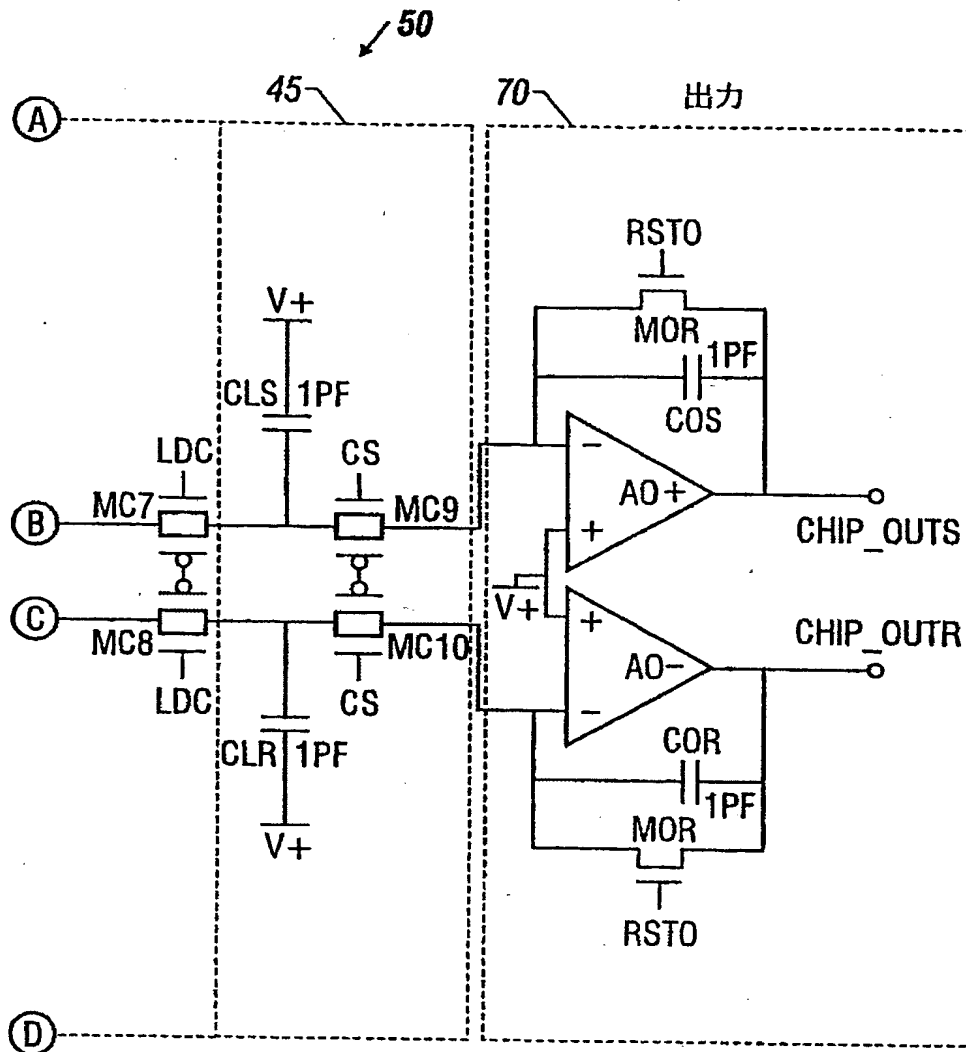 50
45
70
出力
A
RSTO
V+
MOR
1PF
CLS 1PF
COS
LDC
CS
MC7
MC9
B
−
AO+
+
CHIP_OUTS
V+
C
+
CHIP_OUTR
MC8
MC10
AO−
LDC
CS
−
CLR 1PF
COR
1PF
V+
MOR
RSTO
D